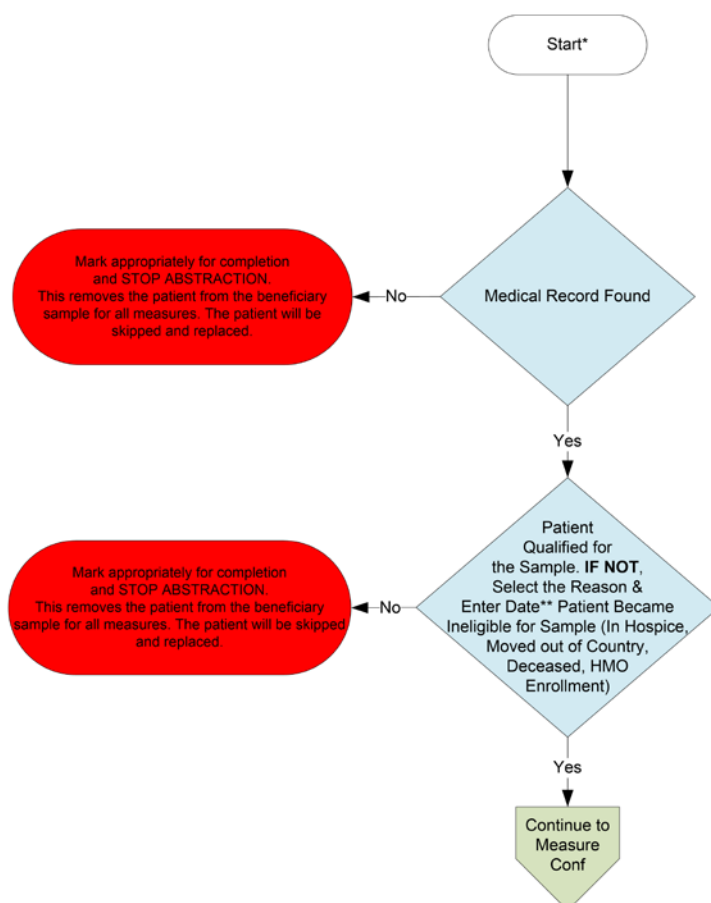 Start*
Medical Record Found
No
Mark appropriately for completion
and STOP ABSTRACTION.
This removes the patient from the beneficiary
sample for all measures. The patient will be
skipped and replaced.
Yes
Patient
Qualified for
the Sample. IF NOT,
Select the Reason &
Enter Date** Patient Became
Ineligible for Sample (In Hospice,
Moved out of Country,
Deceased, HMO
Enrollment)
No
Mark appropriately for completion
and STOP ABSTRACTION.
This removes the patient from the beneficiary
sample for all measures. The patient will be skipped
and replaced.
Yes
Continue to
Measure
Conf